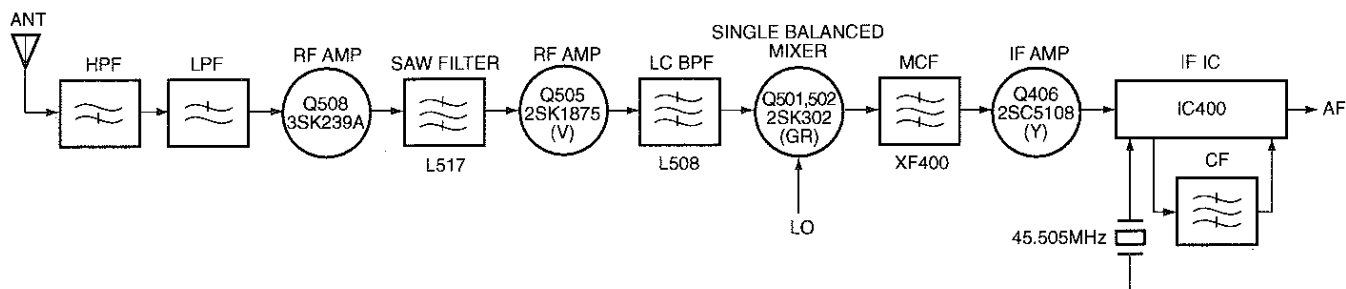 ANT
HPF
LPF
RF AMP
Q508
3SK239A
SAW FILTER
L517
RF AMP
Q505
2SK1875
(V)
LC BPF
L508
SINGLE BALANCED
MIXER
Q501,502
2SK302
(GR)
LO
MCF
XF400
IF AMP
Q406
2SC5108
(Y)
IF IC
IC400
AF
CF
45.505MHz